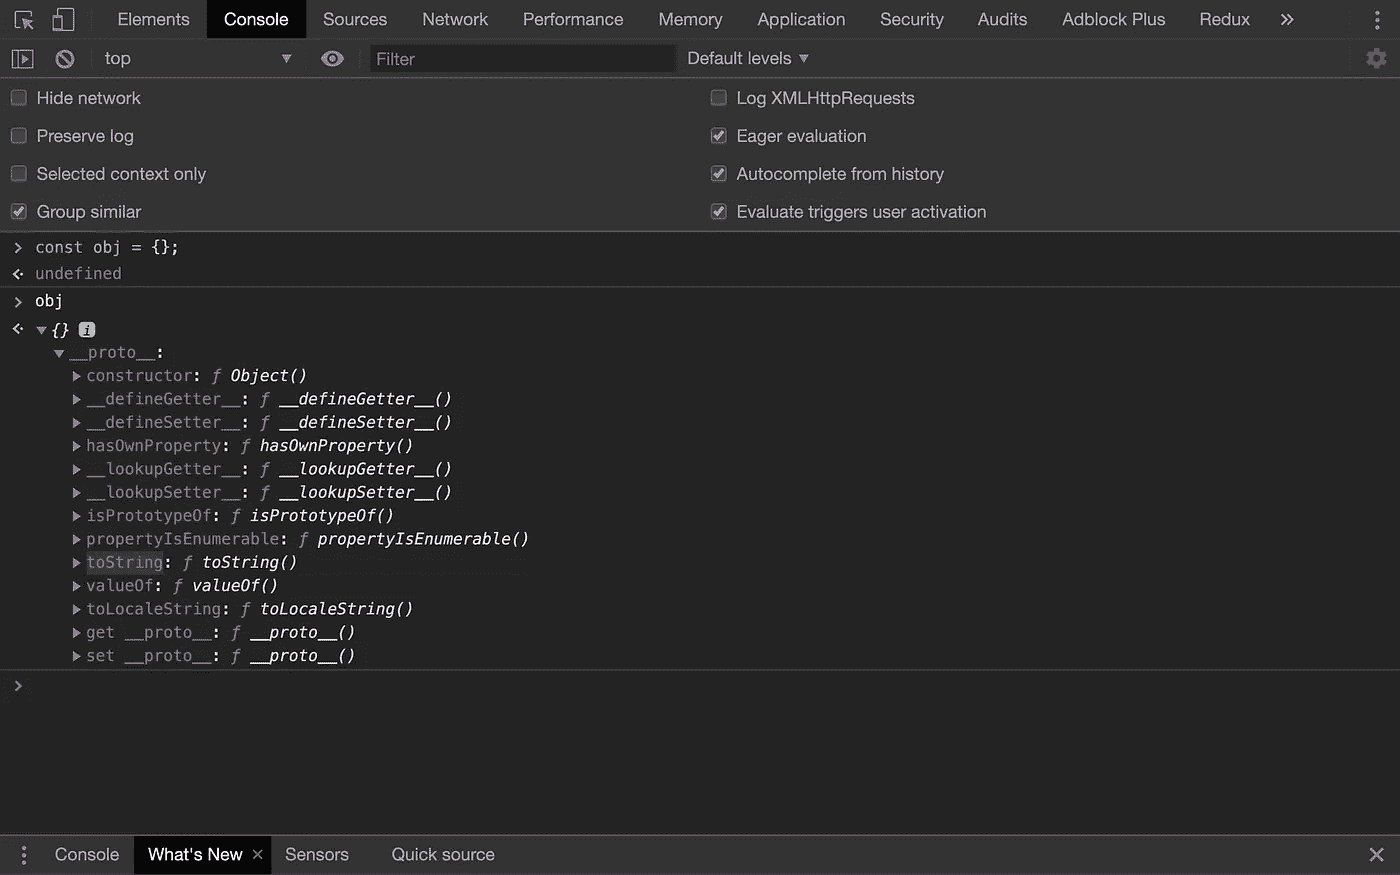 Elements Console Sources Network Performance Memory Application Security Audits Adblock Plus Redux »
top ▼ Filter Default levels ▼
Hide network Log XMLHttpRequests
Preserve log Eager evaluation
Selected context only Autocomplete from history
Group similar Evaluate triggers user activation
> const obj = {};
undefined
> obj
{} i
__proto__:
constructor: ƒ Object()
__defineGetter__: ƒ __defineGetter__()
__defineSetter__: ƒ __defineSetter__()
hasOwnProperty: ƒ hasOwnProperty()
__lookupGetter__: ƒ __lookupGetter__()
__lookupSetter__: ƒ __lookupSetter__()
isPrototypeOf: ƒ isPrototypeOf()
propertyIsEnumerable: ƒ propertyIsEnumerable()
toString: ƒ toString()
valueOf: ƒ valueOf()
toLocaleString: ƒ toLocaleString()
get __proto__: ƒ __proto__()
set __proto__: ƒ __proto__()
>
Console What's New × Sensors Quick source